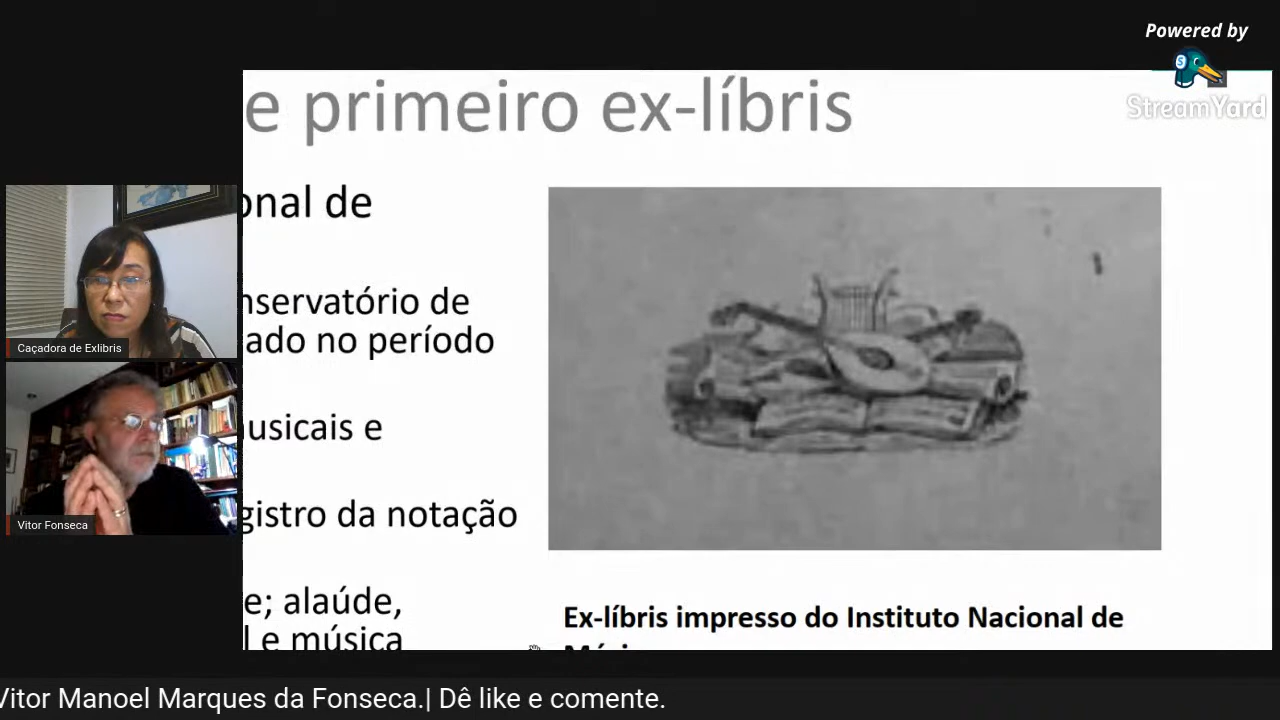 Powered by
StreamYard
e primeiro ex-líbris
onal de
nservatório de
ado no período
usicais e
gistro da notação
e; alaúde,
l e música
Ex-líbris impresso do Instituto Nacional de
Caçadora de Exlibris
Vitor Fonseca
Vitor Manoel Marques da Fonseca.| Dê like e comente.